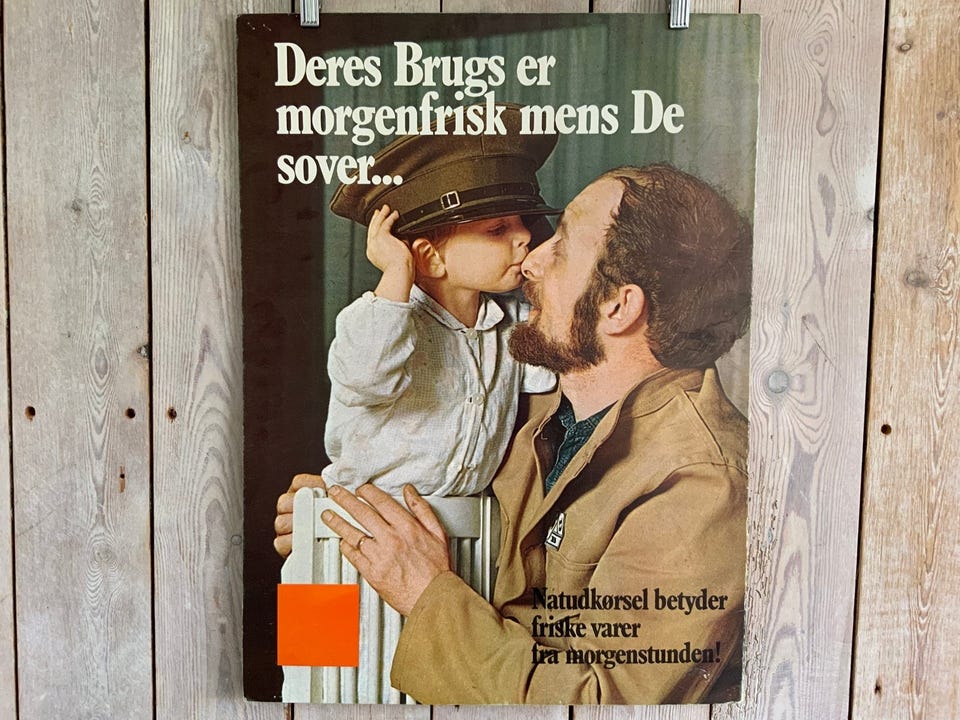 Deres Brugs er
morgenfrisk mens De
sover...
Natudkørsel betyder
friske varer
fra morgenstunden!